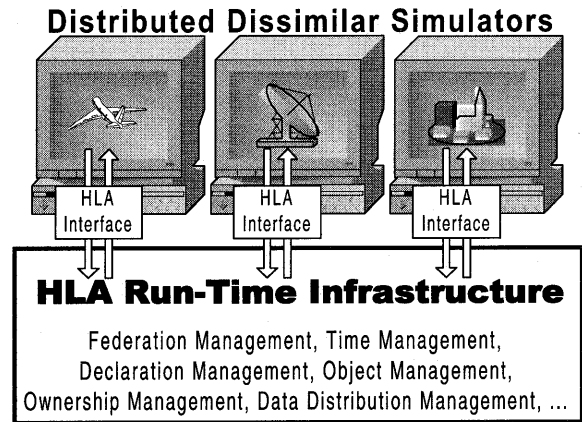 Distributed Dissimilar Simulators
HLA
Interface
HLA
Interface
HLA
Interface
HLA Run-Time Infrastructure
Federation Management, Time Management,
Declaration Management, Object Management,
Ownership Management, Data Distribution Management, ...